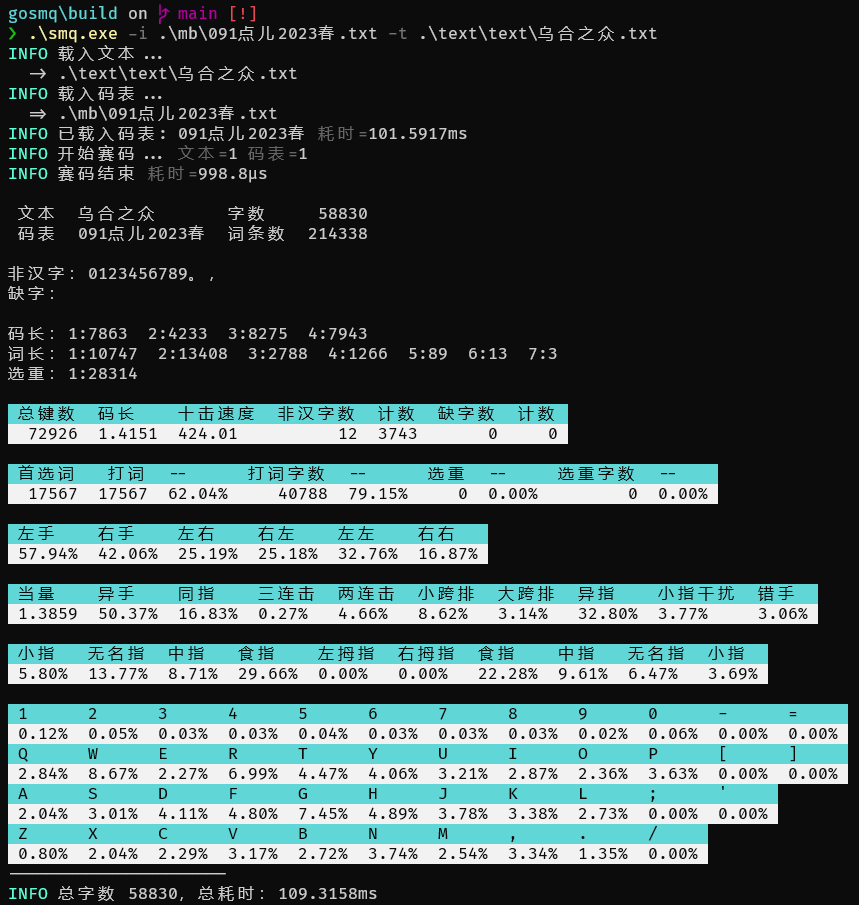 gosmq\build on main [!]
❯ .\smq.exe -i .\mb\091点儿2023春.txt -t .\text\text\乌合之众.txt
INFO 载入文本 ...
-> .\text\text\乌合之众.txt
INFO 载入码表 ...
=> .\mb\091点儿2023春.txt
INFO 已载入码表: 091点儿2023春 耗时=101.5917ms
INFO 开始赛码 ... 文本=1 码表=1
INFO 赛码结束 耗时=998.8µs
文本 乌合之众 字数 58830
码表 091点儿2023春 词条数 214338
非汉字: 0123456789。，
缺字:
码长: 1:7863 2:4233 3:8275 4:7943
词长: 1:10747 2:13408 3:2788 4:1266 5:89 6:13 7:3
选重: 1:28314
总键数 码长 十击速度 非汉字数 计数 缺字数 计数
72926 1.4151 424.01 12 3743 0 0
首选词 打词 -- 打词字数 -- 选重 -- 选重字数 --
17567 17567 62.04% 40788 79.15% 0 0.00% 0 0.00%
左手 右手 左右 右左 左左 右右
57.94% 42.06% 25.19% 25.18% 32.76% 16.87%
当量 异手 同指 三连击 两连击 小跨排 大跨排 异指 小指干扰 错手
1.3859 50.37% 16.83% 0.27% 4.66% 8.62% 3.14% 32.80% 3.77% 3.06%
小指 无名指 中指 食指 左拇指 右拇指 食指 中指 无名指 小指
5.80% 13.77% 8.71% 29.66% 0.00% 0.00% 22.28% 9.61% 6.47% 3.69%
1 2 3 4 5 6 7 8 9 0 - =
0.12% 0.05% 0.03% 0.03% 0.04% 0.03% 0.03% 0.03% 0.02% 0.06% 0.00% 0.00%
Q W E R T Y U I O P [ ]
2.84% 8.67% 2.27% 6.99% 4.47% 4.06% 3.21% 2.87% 2.36% 3.63% 0.00% 0.00%
A S D F G H J K L ; '
2.04% 3.01% 4.11% 4.80% 7.45% 4.89% 3.78% 3.38% 2.73% 0.00% 0.00%
Z X C V B N M , . /
0.80% 2.04% 2.29% 3.17% 2.72% 3.74% 2.54% 3.34% 1.35% 0.00%
----------------------
INFO 总字数 58830, 总耗时: 109.3158ms